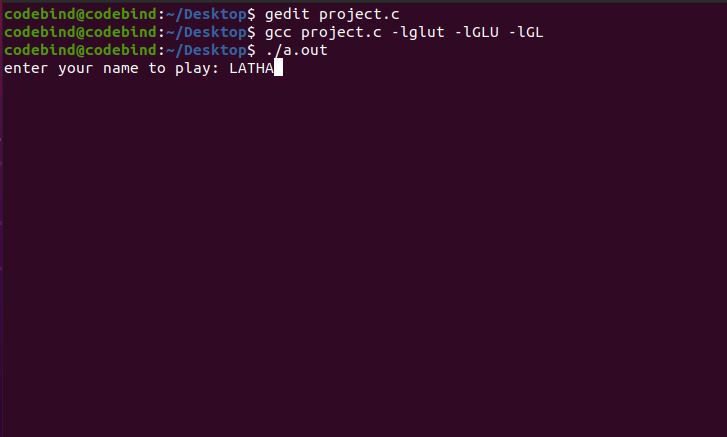 codebind@codebind:~/Desktop$ gedit project.c
codebind@codebind:~/Desktop$ gcc project.c -lglut -lGLU -lGL
codebind@codebind:~/Desktop$ ./a.out
enter your name to play: LATHA